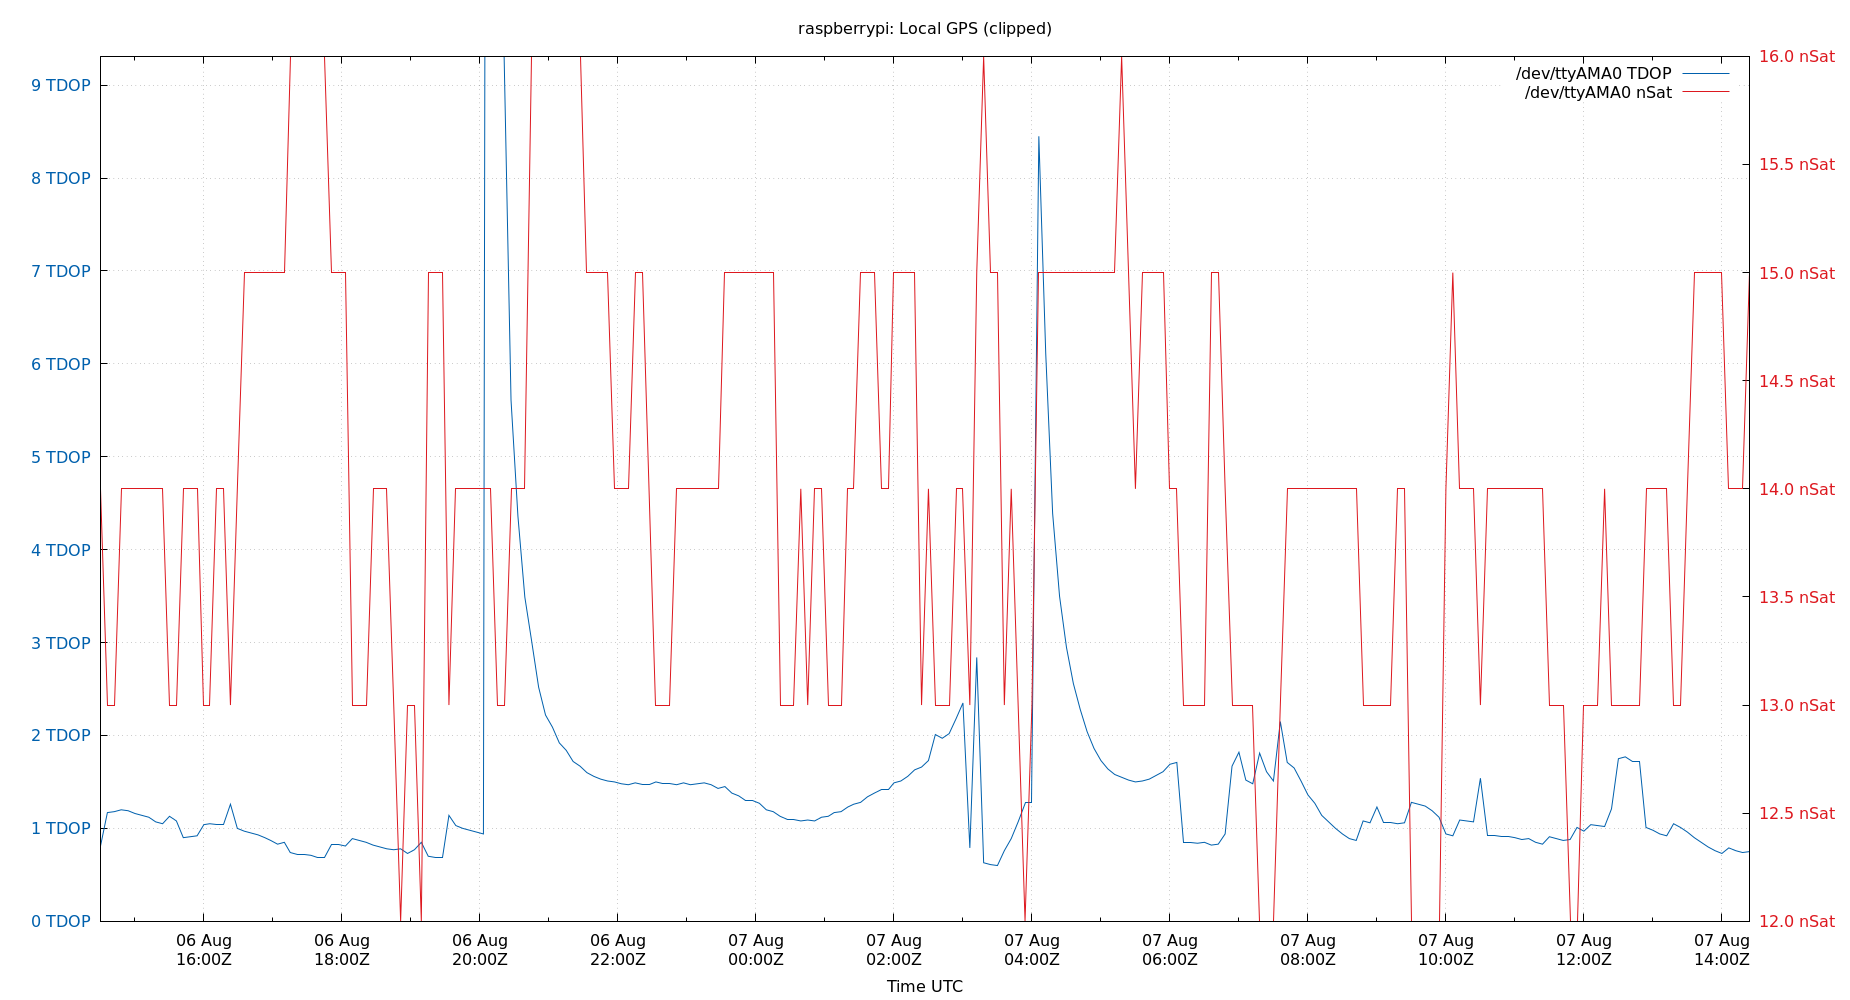 raspberrypi: Local GPS (clipped)
/dev/ttyAMA0 TDOP
/dev/ttyAMA0 nSat
9 TDOP
8 TDOP
7 TDOP
6 TDOP
5 TDOP
4 TDOP
3 TDOP
2 TDOP
1 TDOP
0 TDOP
16.0 nSat
15.5 nSat
15.0 nSat
14.5 nSat
14.0 nSat
13.5 nSat
13.0 nSat
12.5 nSat
12.0 nSat
06 Aug 06 Aug 06 Aug 06 Aug 07 Aug 07 Aug 07 Aug 07 Aug 07 Aug 07 Aug 07 Aug 07 Aug
16:00Z 18:00Z 20:00Z 22:00Z 00:00Z 02:00Z 04:00Z 06:00Z 08:00Z 10:00Z 12:00Z 14:00Z
Time UTC